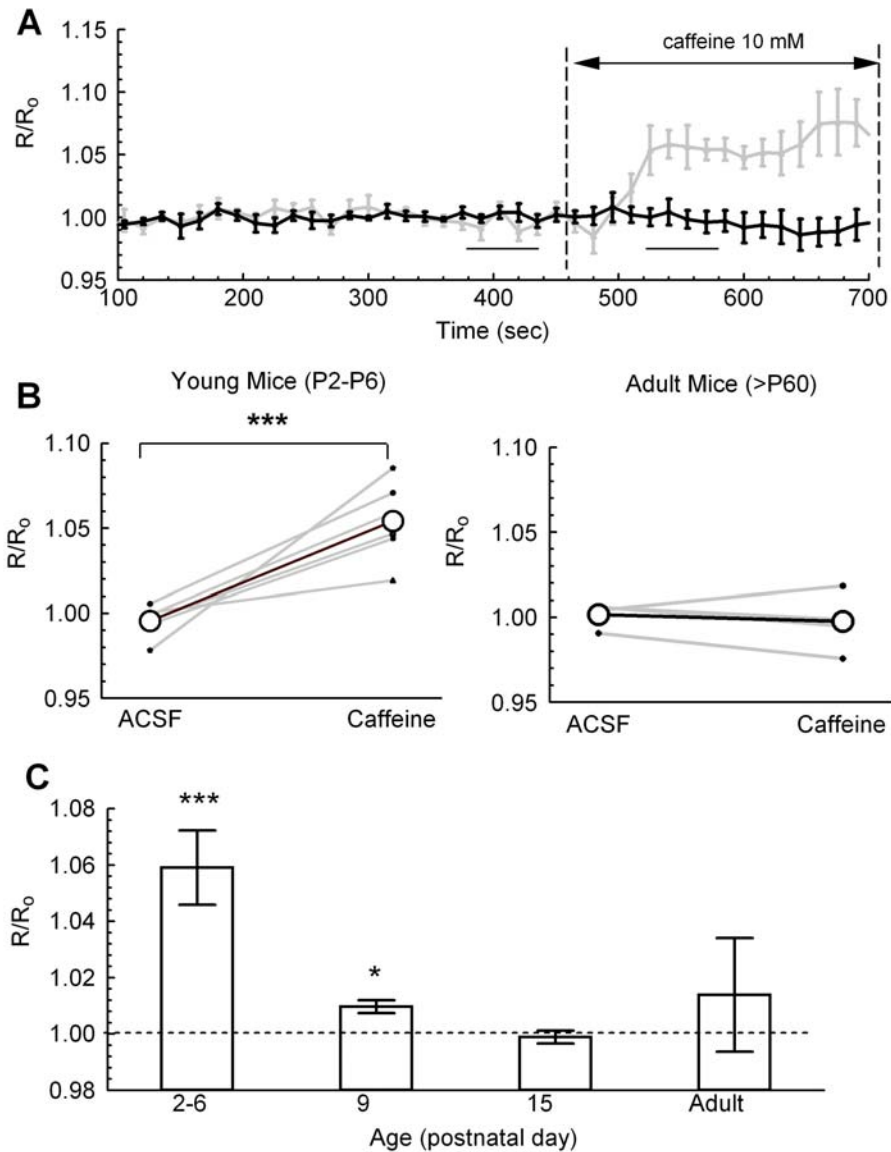 A
1.15
1.10
1.05
1.00
0.95
R/Ro
caffeine 10 mM
100 200 300 400 500 600 700
Time (sec)
B
Young Mice (P2-P6)
Adult Mice (>P60)
***
1.10
1.05
1.00
0.95
R/Ro
ACSF Caffeine
1.10
1.05
1.00
0.95
R/Ro
ACSF Caffeine
C
1.08
1.06
1.04
1.02
1.00
0.98
R/Ro
***
*
2-6 9 15 Adult
Age (postnatal day)